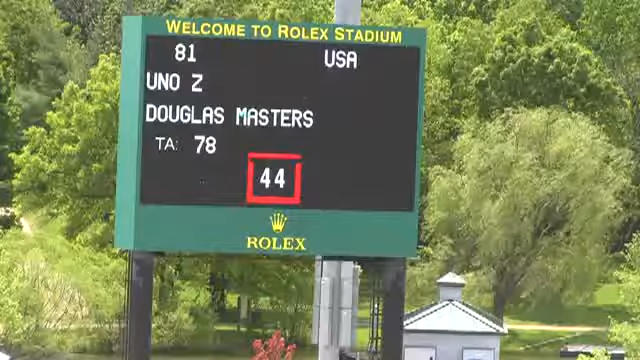 WELCOME TO ROLEX STADIUM
81 USA
UNO Z
DOUGLAS MASTERS
TA: 78
44
ROLEX